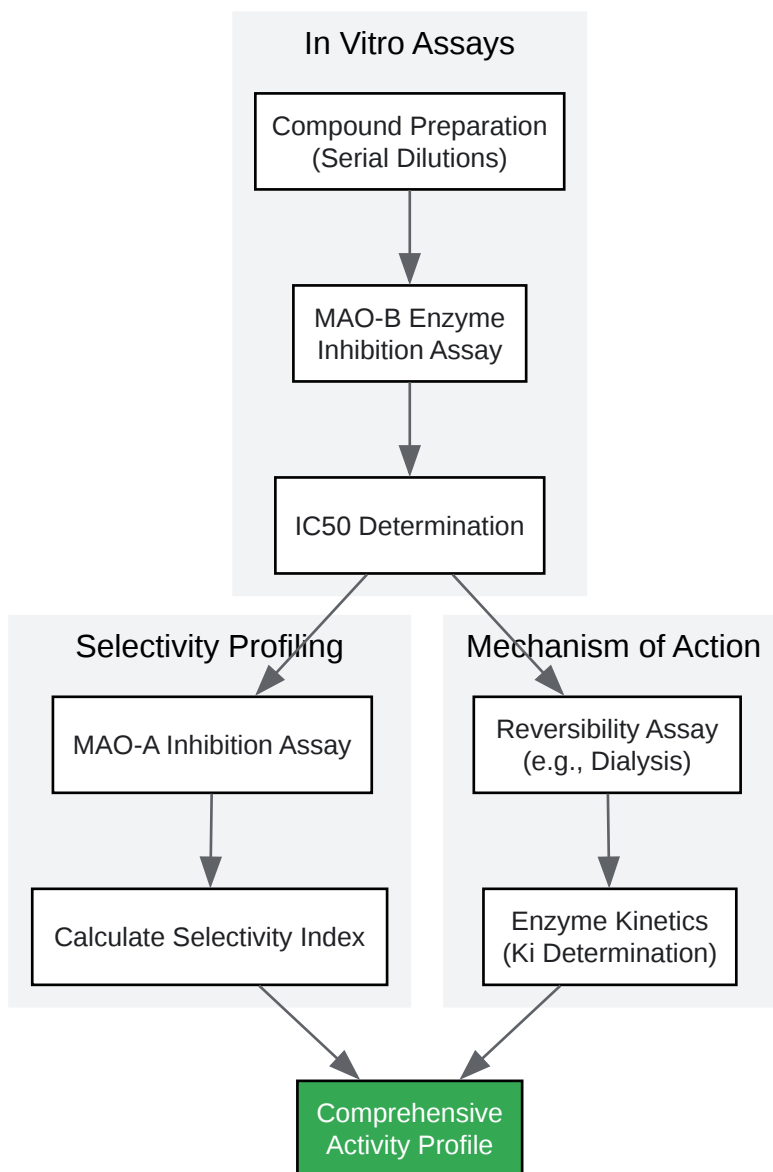 In Vitro Assays
Compound Preparation
(Serial Dilutions)
MAO-B Enzyme
Inhibition Assay
IC50 Determination
Selectivity Profiling
MAO-A Inhibition Assay
Calculate Selectivity Index
Mechanism of Action
Reversibility Assay
(e.g., Dialysis)
Enzyme Kinetics
(Ki Determination)
Comprehensive
Activity Profile